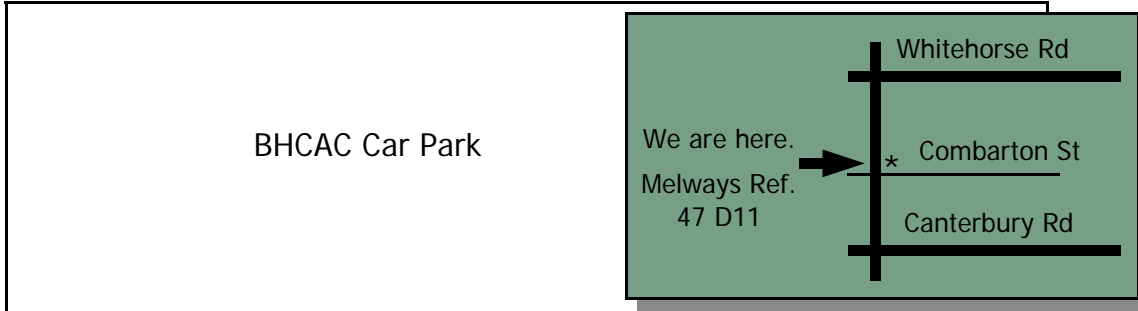 BHCAC Car Park
Whitehorse Rd
We are here.
Melways Ref.
47 D11
* Combarton St
Canterbury Rd